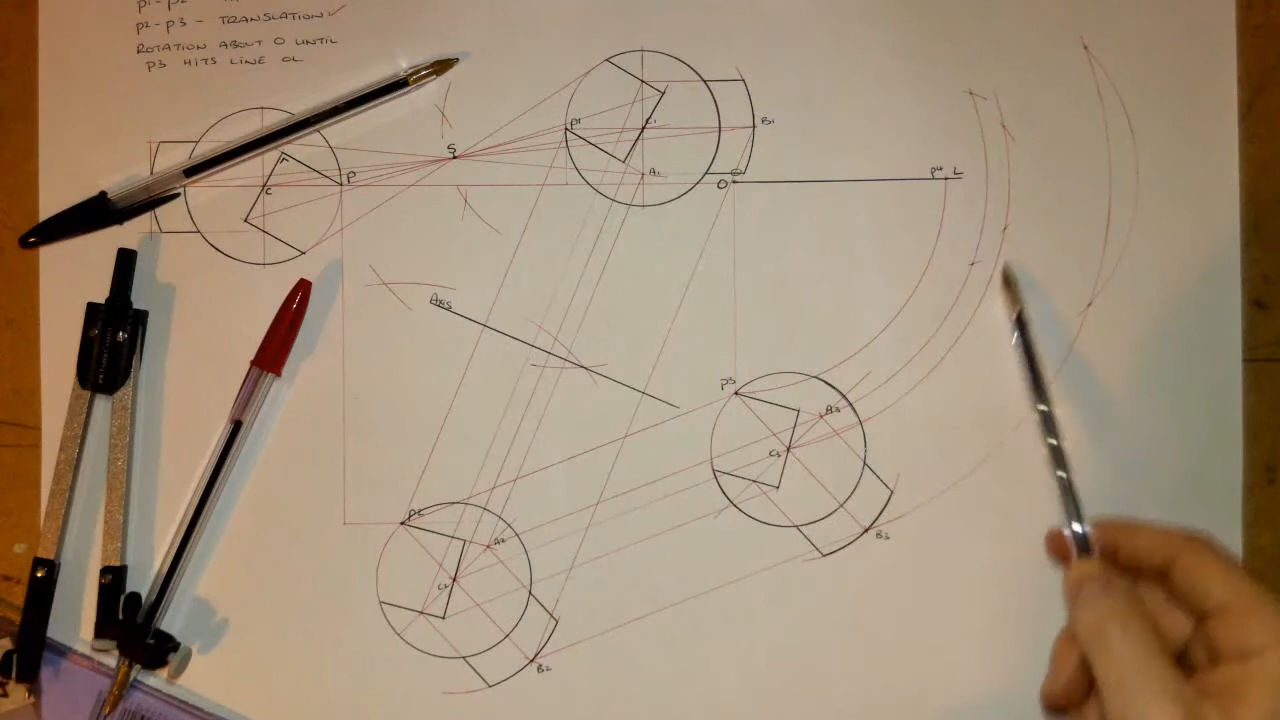 P2-P3 - TRANSLATION ✓
ROTATION ABOUT O UNTIL
P3 HITS LINE OL
P1
C1
B1
S
P
C
A1
O
P4 L
Axis
P3
A3
C3
P2
A2
B3
C2
B2